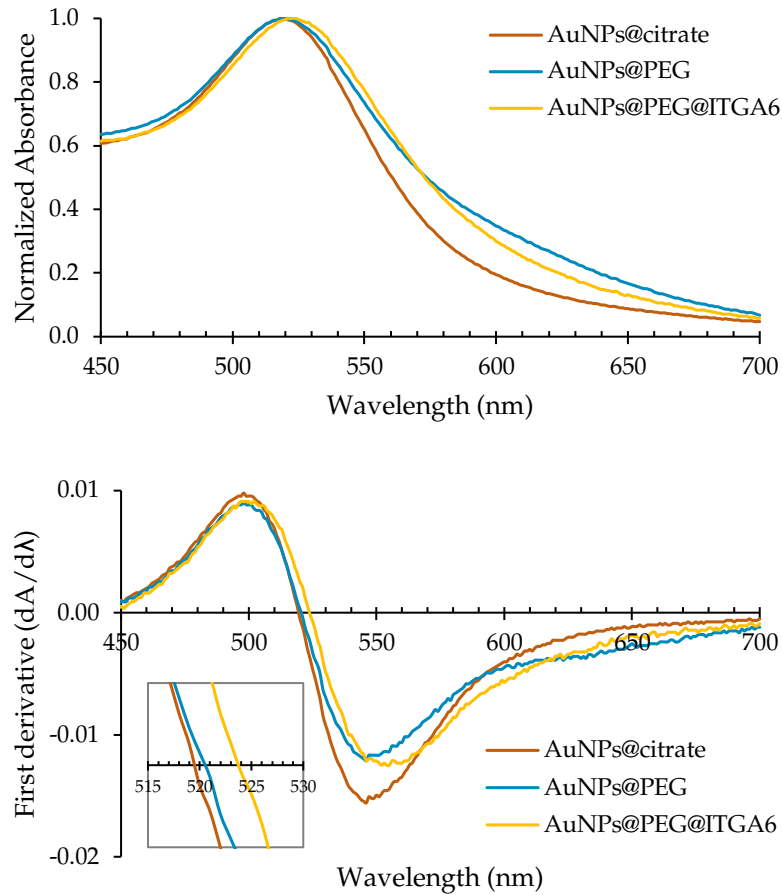 Normalized Absorbance
1.0
0.8
0.6
0.4
0.2
0.0
AuNPs@citrate
AuNPs@PEG
AuNPs@PEG@ITGA6
450 500 550 600 650 700
Wavelength (nm)
First derivative (dA/dλ)
0.01
0.00
-0.01
-0.02
450 500 550 600 650 700
515 520 525 530
AuNPs@citrate
AuNPs@PEG
AuNPs@PEG@ITGA6
Wavelength (nm)